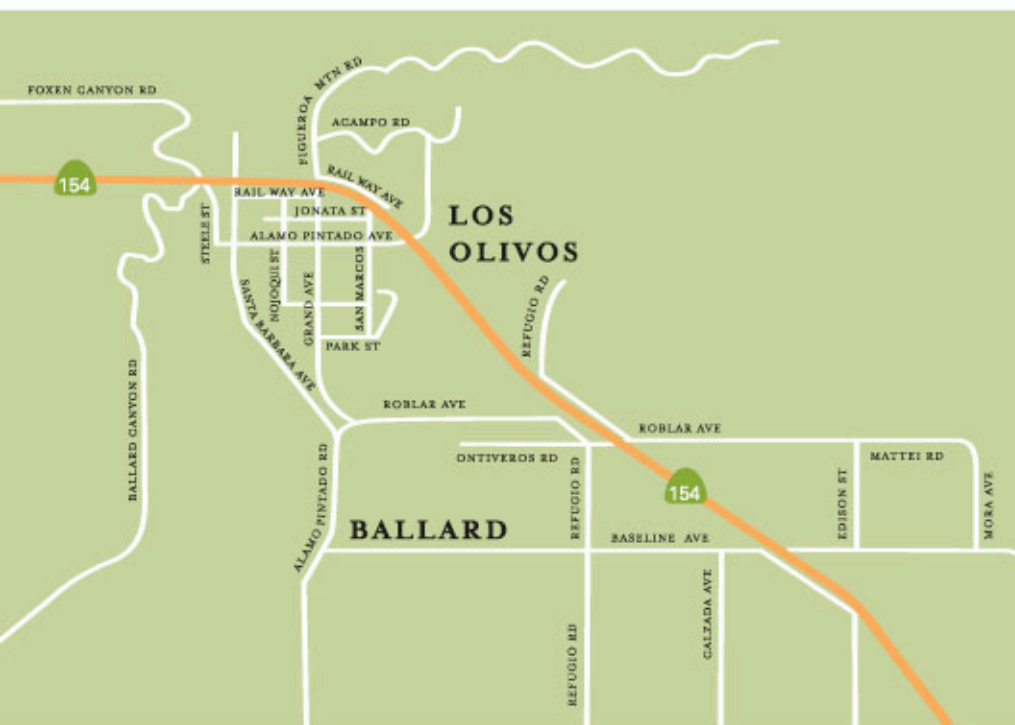 FOXEN CANYON RD
FIGUEROA MTN RD
ACAMPO RD
154
RAIL WAY AVE
RAIL WAY AVE
JONATA ST
ALAMO PINTADO AVE
STEELE ST
LOS
OLIVOS
NOJOQUI ST
GRAND AVE
SAN MARCOS
SANTA BARBARA AVE
REFUGIO RD
PARK ST
BALLARD CANYON RD
ROBLAR AVE
ROBLAR AVE
ONTIVEROS RD
MATTEI RD
ALAMO PINTADO RD
REFUGIO RD
154
EDISON ST
MORA AVE
BALLARD
BASELINE AVE
CALZADA AVE
REFUGIO RD